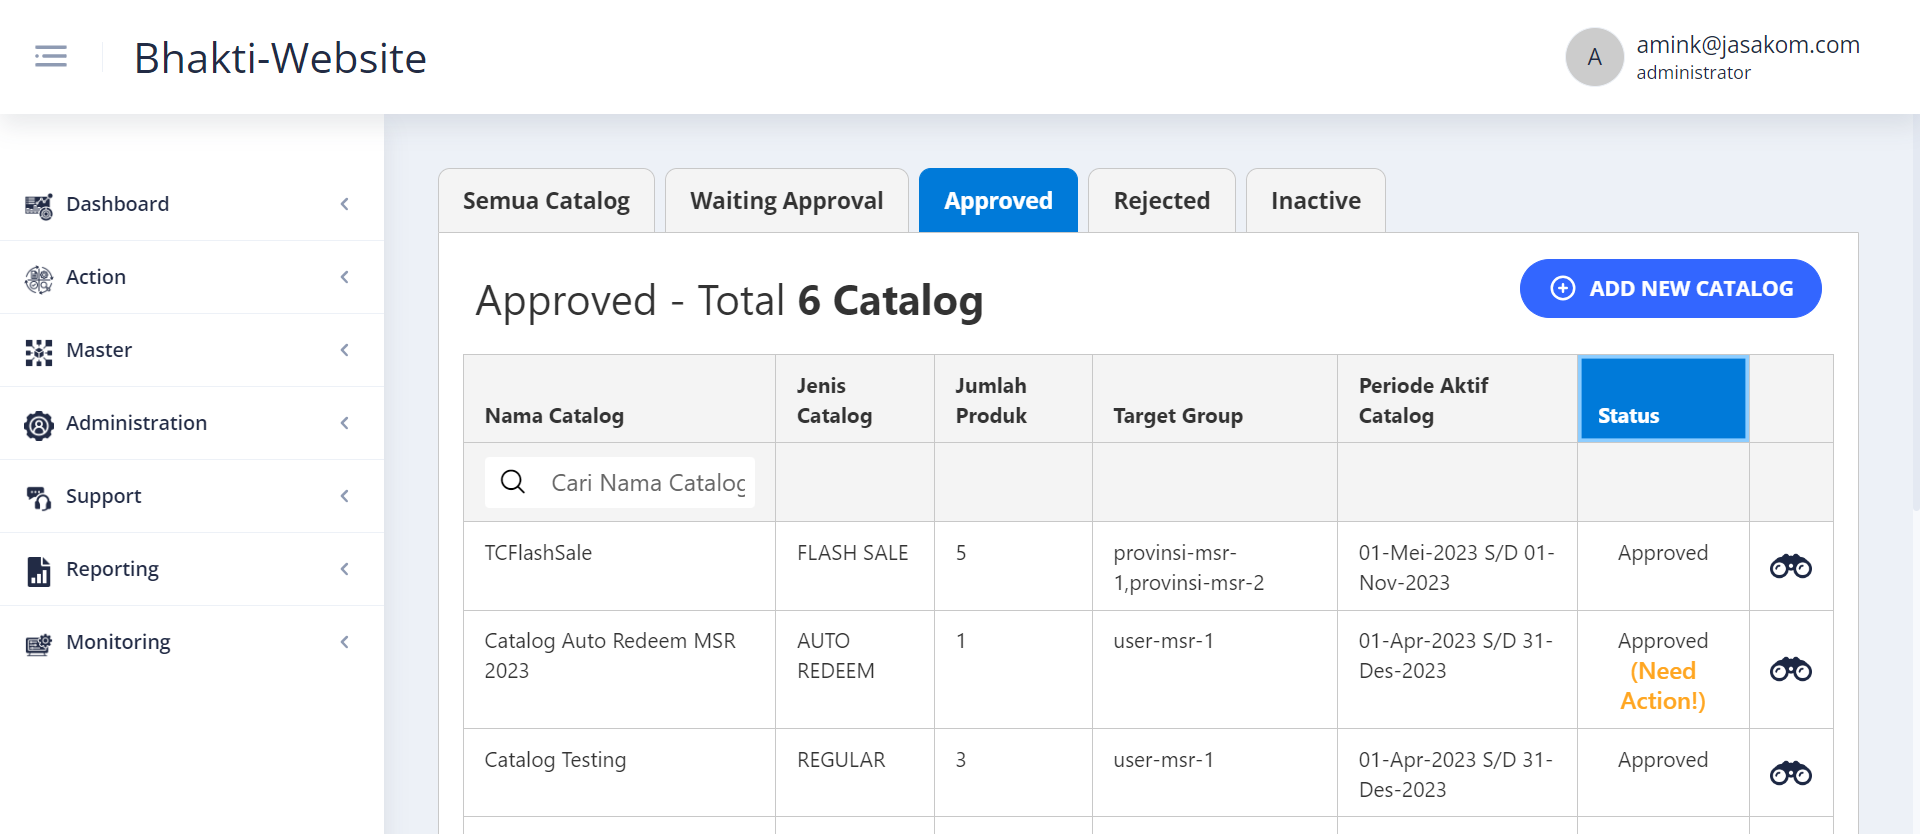 Bhakti-Website
A
amink@jasakom.com
administrator
Dashboard
Action
Master
Administration
Support
Reporting
Monitoring
Semua Catalog
Waiting Approval
Approved
Rejected
Inactive
Approved - Total 6 Catalog
ADD NEW CATALOG
Nama Catalog
Jenis
Catalog
Jumlah
Produk
Target Group
Periode Aktif
Catalog
Status
Cari Nama Catalog
TCFlashSale
FLASH SALE
5
provinsi-msr-
1,provinsi-msr-2
01-Mei-2023 S/D 01-
Nov-2023
Approved
Catalog Auto Redeem MSR
2023
AUTO
REDEEM
1
user-msr-1
01-Apr-2023 S/D 31-
Des-2023
Approved
(Need
Action!)
Catalog Testing
REGULAR
3
user-msr-1
01-Apr-2023 S/D 31-
Des-2023
Approved